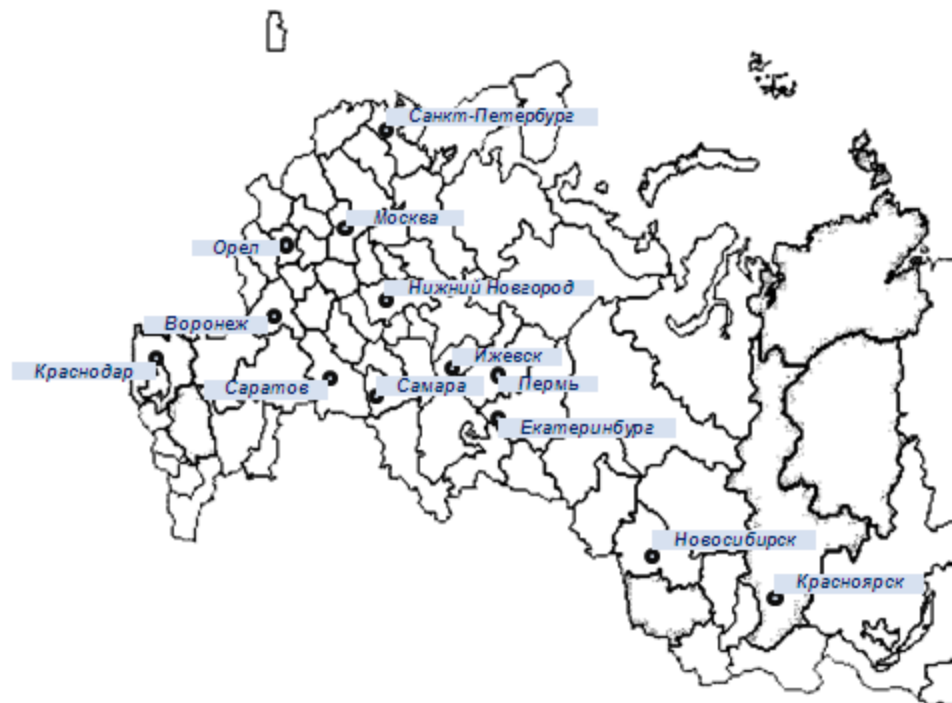 Санкт-Петербург
Москва
Орел
Нижний Новгород
Воронеж
Ижевск
Краснодар
Саратов
Самара
Пермь
Екатеринбург
Новосибирск
Красноярск